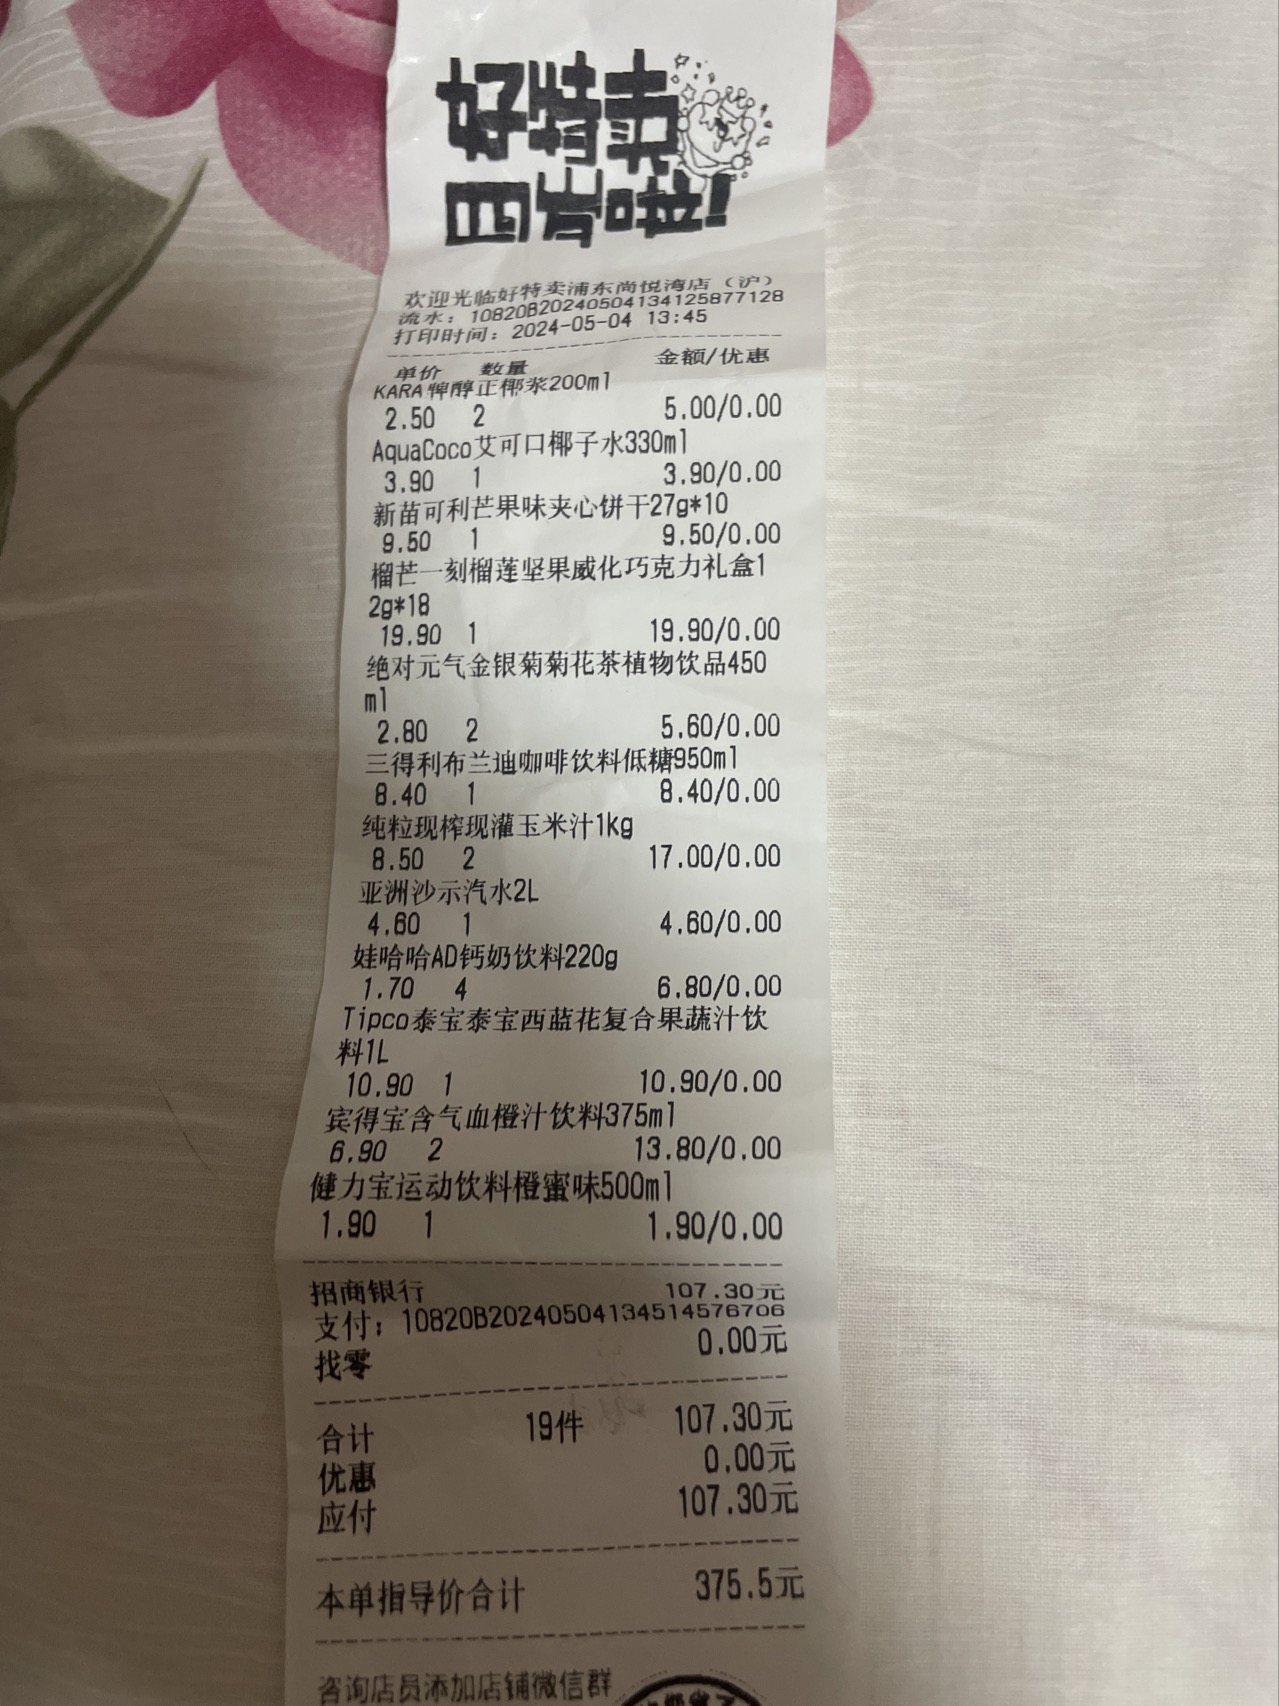 好特卖
欢迎光临好特卖浦东尚悦湾店（沪）
流水：10820B20240504134125877128
打印时间：2024-05-04 13:45
单价 数量 金额/优惠
KARA牌醇正椰浆200ml
2.50 2 5.00/0.00
AquaCoco艾可口椰子水330ml
3.90 1 3.90/0.00
新苗可利芒果味夹心饼干27g*10
9.50 1 9.50/0.00
榴芒一刻榴莲坚果威化巧克力礼盒1
2g*18
19.90 1 19.90/0.00
绝对元气金银菊菊花茶植物饮品450
ml
2.80 2 5.60/0.00
三得利布兰迪咖啡饮料低糖950ml
8.40 1 8.40/0.00
纯粒现榨现灌玉米汁1kg
8.50 2 17.00/0.00
亚洲沙示汽水2L
4.60 1 4.60/0.00
娃哈哈AD钙奶饮料220g
1.70 4 6.80/0.00
Tipco泰宝泰宝西蓝花复合果蔬汁饮
料1L
10.90 1 10.90/0.00
宾得宝含气血橙汁饮料375ml
6.90 2 13.80/0.00
健力宝运动饮料橙蜜味500ml
1.90 1 1.90/0.00
招商银行 107.30元
支付：10820B20240504134514576706
找零 0.00元
合计 19件 107.30元
优惠 0.00元
应付 107.30元
本单指导价合计 375.5元
咨询店员添加店铺微信群